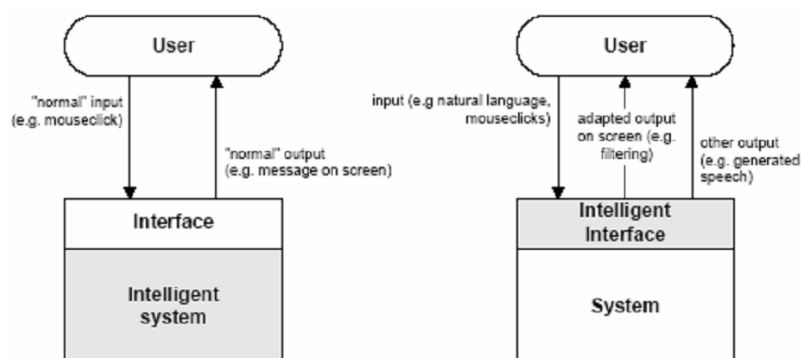 User
"normal" input
(e.g. mouseclick)
"normal" output
(e.g. message on screen)
Interface
Intelligent
system
User
input (e.g natural language,
mouseclicks)
adapted output
on screen (e.g.
filtering)
other output
(e.g. generated
speech)
Intelligent
Interface
System